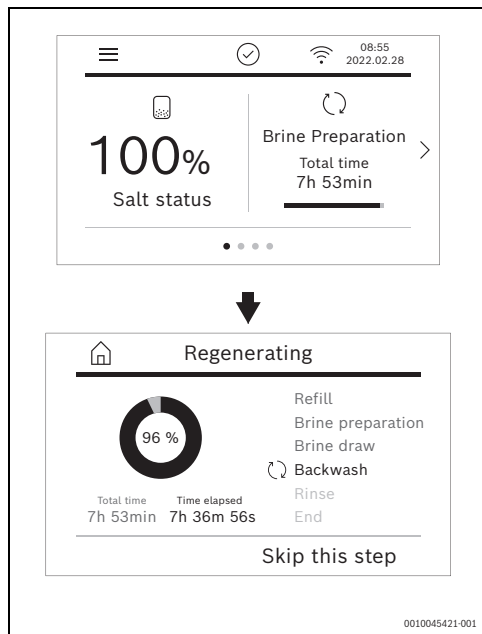 08:55
2022.02.28
100%
Salt status
Brine Preparation
Total time
7h 53min
Regenerating
96 %
Total time
7h 53min
Time elapsed
7h 36m 56s
Refill
Brine preparation
Brine draw
Backwash
Rinse
End
Skip this step
0010045421-001